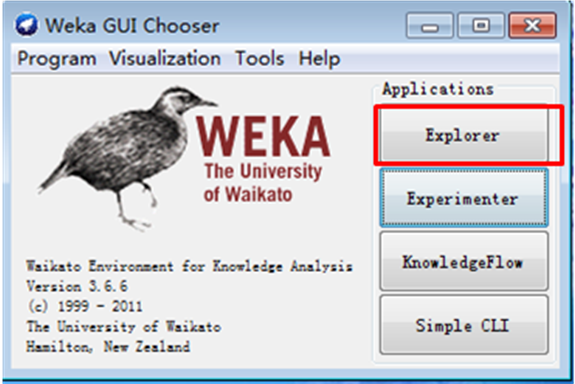 Weka GUI Chooser
Program Visualization Tools Help
WEKA
The University
of Waikato
Waikato Environment for Knowledge Analysis
Version 3.6.6
(c) 1999 - 2011
The University of Waikato
Hamilton, New Zealand
Applications
Explorer
Experimenter
KnowledgeFlow
Simple CLI